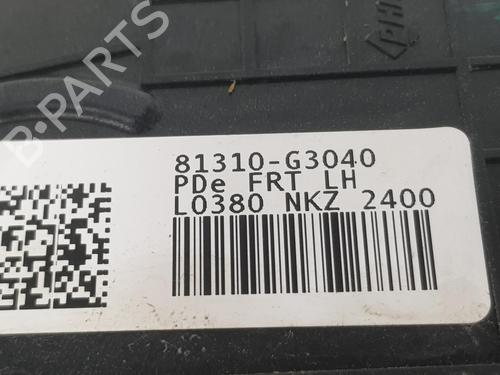 B-PARTS
81310-G3040
PDe FRT LH
L0380 NKZ 2400